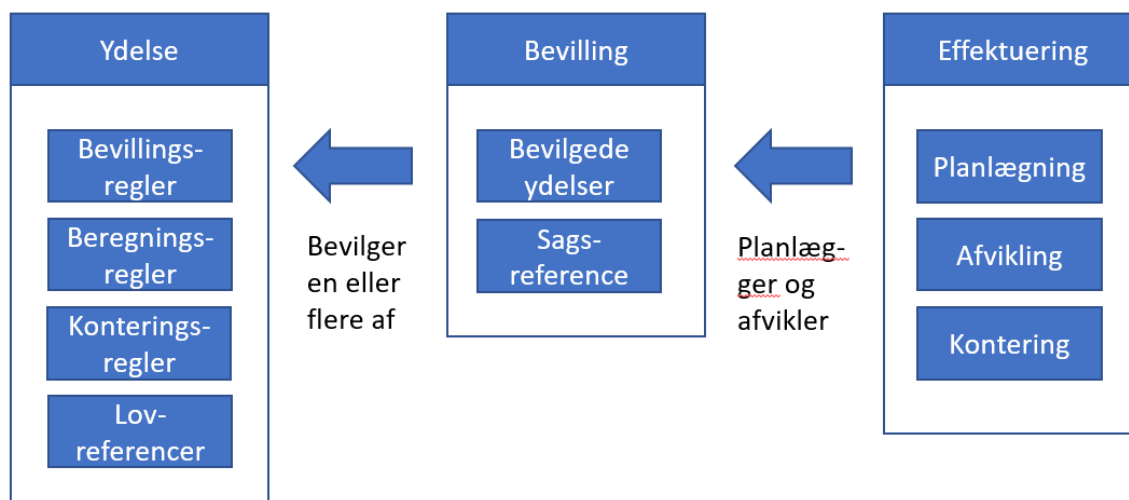 Ydelse
Bevillings-
regler
Beregnings-
regler
Konterings-
regler
Lov-
referencer
Bevilger
en eller
flere af
Bevilling
Bevilgede
ydelser
Sags-
reference
Planlæg-
ger og
afvikler
Effektuering
Planlægning
Afvikling
Kontering